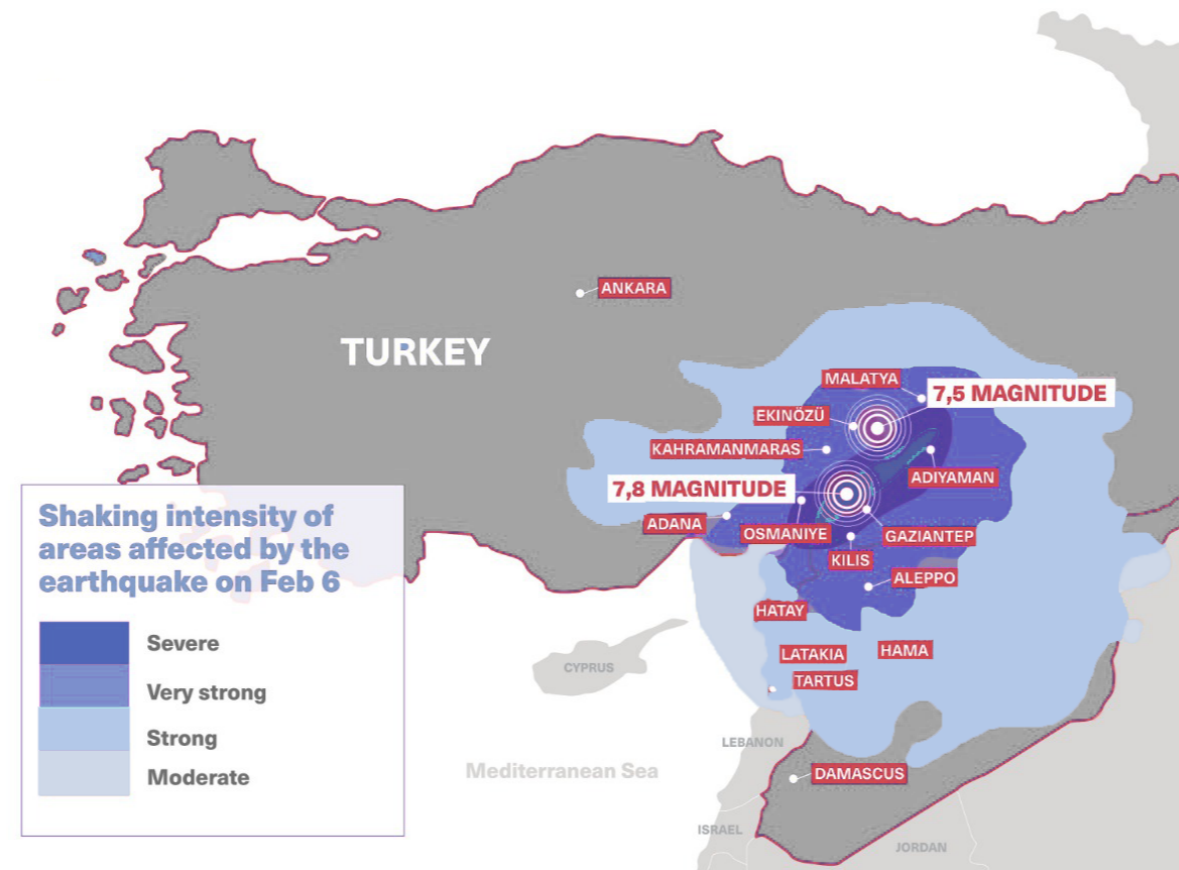 ANKARA
TURKEY
MALATYA
7,5 MAGNITUDE
EKINÖZÜ
KAHRAMANMARAS
ADIYAMAN
7,8 MAGNITUDE
ADANA
OSMANIYE
GAZIANTEP
KILIS
ALEPPO
HATAY
LATAKIA
HAMA
TARTUS
CYPRUS
LEBANON
Mediterranean Sea
DAMASCUS
ISRAEL
JORDAN
Shaking intensity of
areas affected by the
earthquake on Feb 6
Severe
Very strong
Strong
Moderate